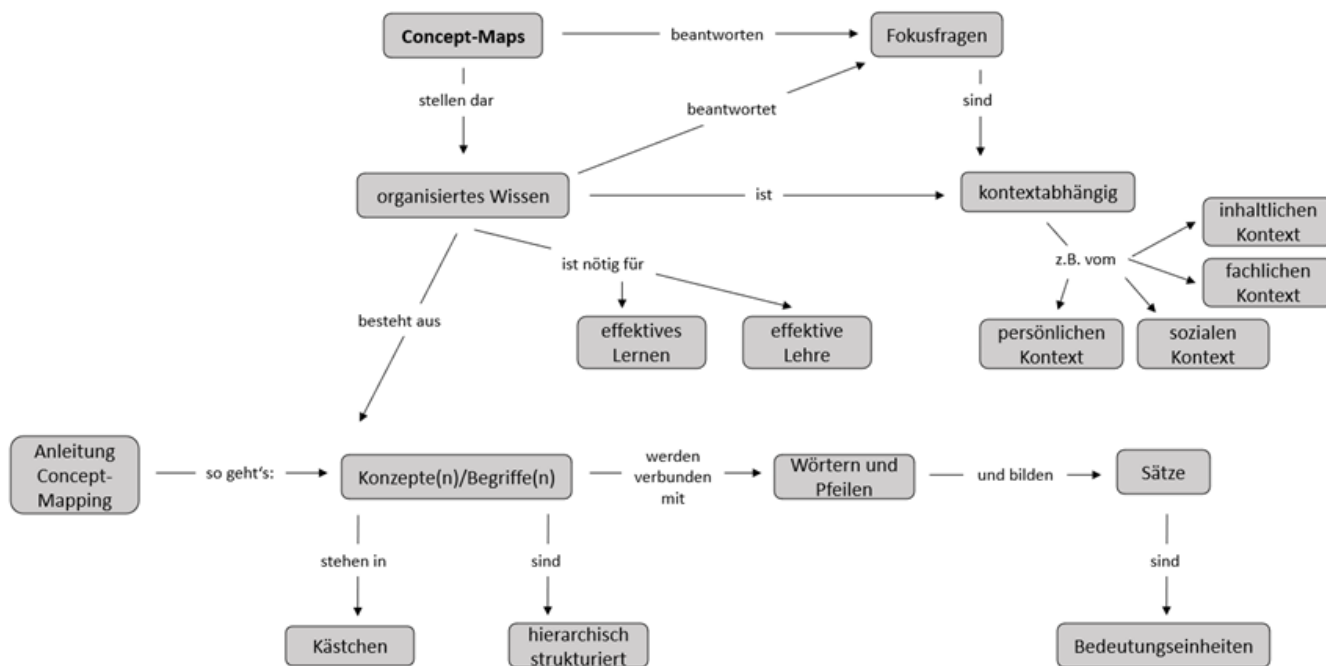 Concept-Maps
beantworten
Fokusfragen
stellen dar
beantwortet
sind
organisiertes Wissen
ist
kontextabhängig
inhaltlichen
Kontext
ist nötig für
z.B. vom
fachlichen
Kontext
besteht aus
effektives
Lernen
effektive
Lehre
persönlichen
Kontext
sozialen
Kontext
Anleitung
Concept-
Mapping
so geht's:
Konzepte(n)/Begriffe(n)
werden
verbunden
mit
Wörtern und
Pfeilen
und bilden
Sätze
stehen in
sind
sind
Kästchen
hierarchisch
strukturiert
Bedeutungseinheiten